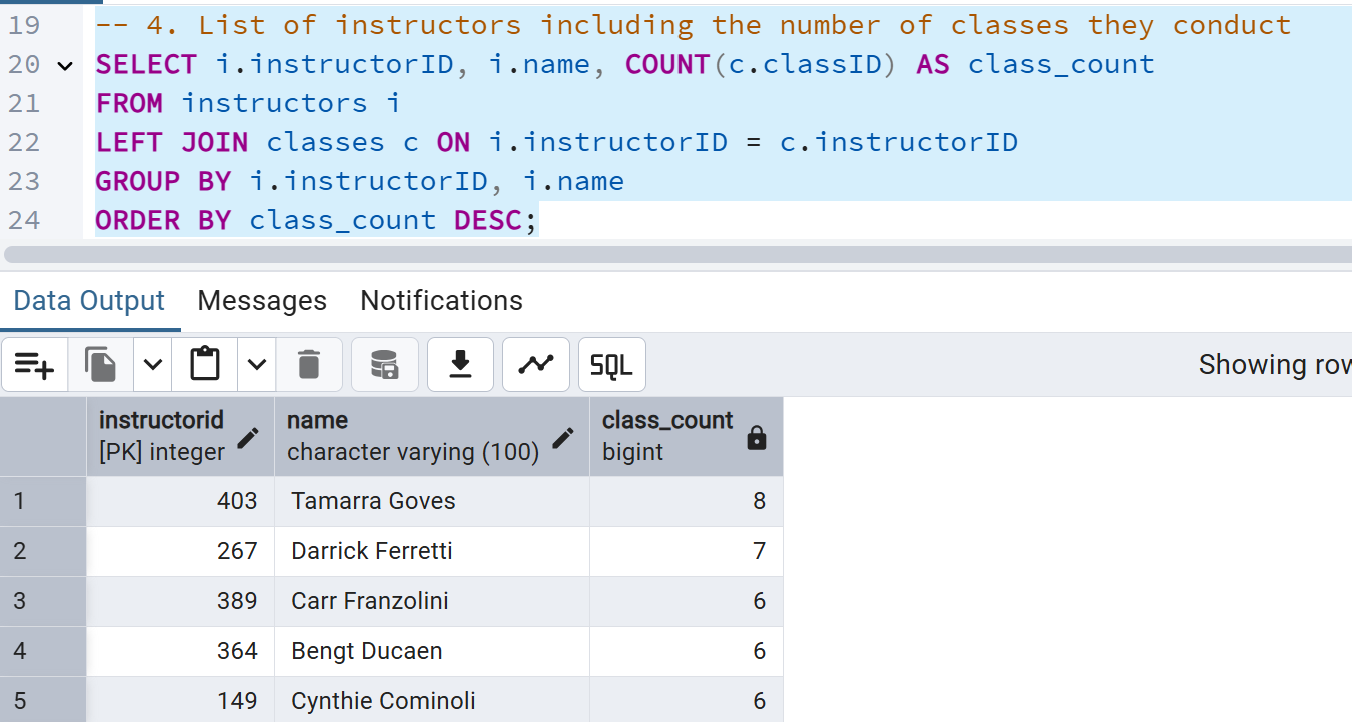 19 -- 4. List of instructors including the number of classes they conduct
20 SELECT i.instructorID, i.name, COUNT(c.classID) AS class_count
21 FROM instructors i
22 LEFT JOIN classes c ON i.instructorID = c.instructorID
23 GROUP BY i.instructorID, i.name
24 ORDER BY class_count DESC;
Data Output Messages Notifications
SQL Showing
instructorid name class_count
[PK] integer character varying (100) bigint
1 403 Tamarra Goves 8
2 267 Darrick Ferretti 7
3 389 Carr Franzolini 6
4 364 Bengt Ducaen 6
5 149 Cynthie Cominoli 6